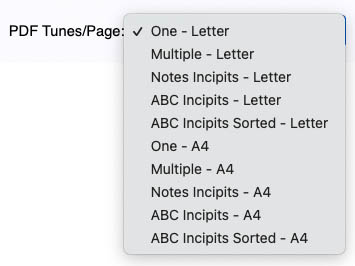 PDF Tunes/Page: ✓ One - Letter
Multiple - Letter
Notes Incipits - Letter
ABC Incipits - Letter
ABC Incipits Sorted - Letter
One - A4
Multiple - A4
Notes Incipits - A4
ABC Incipits - A4
ABC Incipits Sorted - A4